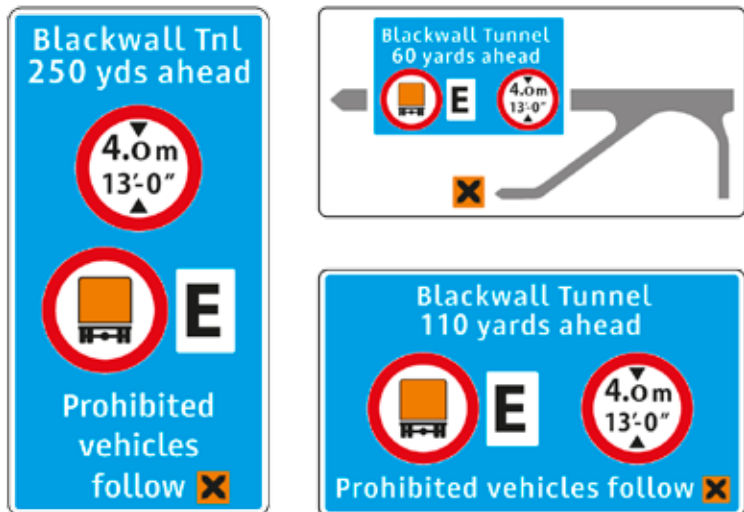 Blackwall Tnl
250 yds ahead
4.0m
13'-0"
E
Prohibited
vehicles
follow
Blackwall Tunnel
60 yards ahead
E
4.0m
13'-0"
Blackwall Tunnel
110 yards ahead
E
4.0m
13'-0"
Prohibited vehicles follow